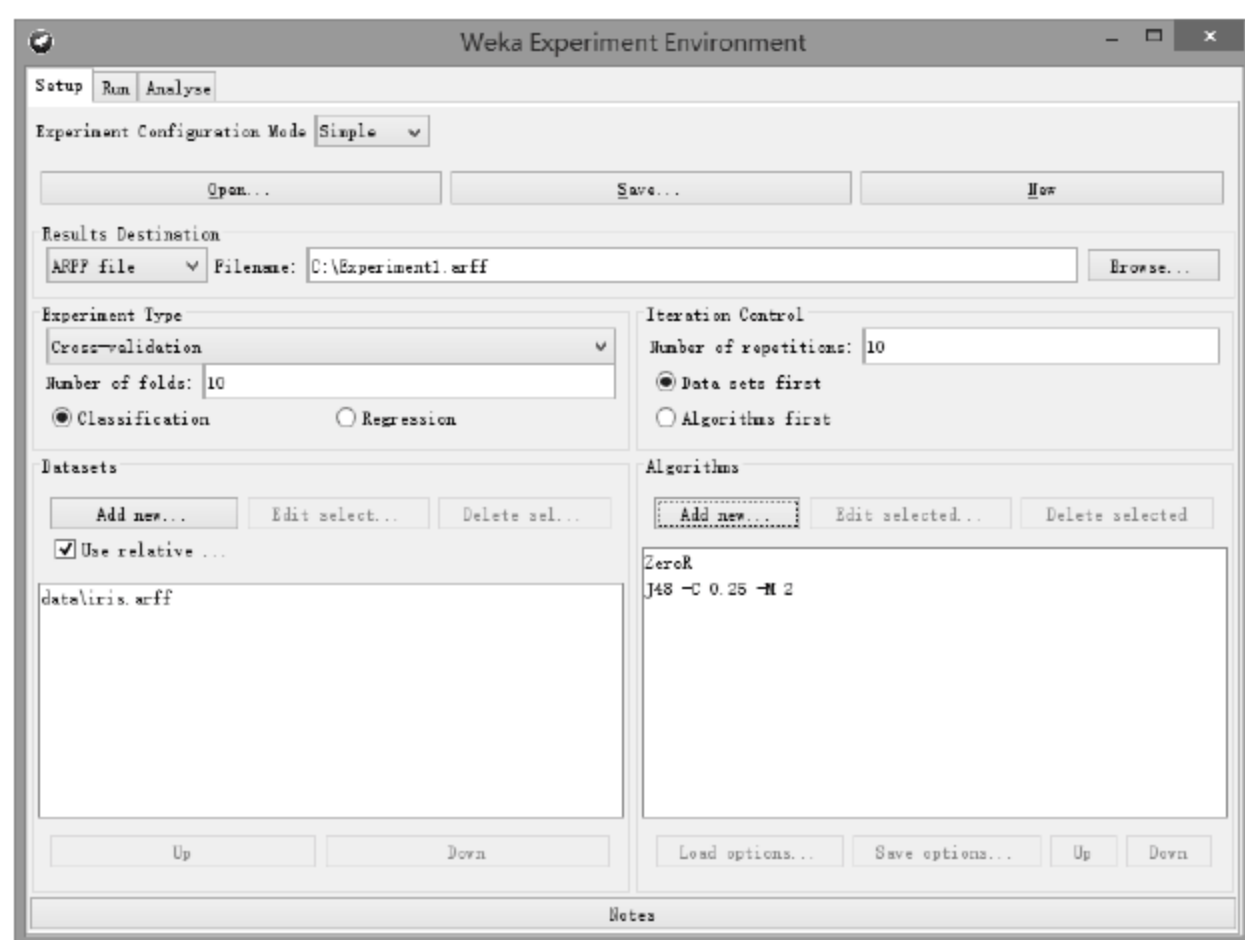 Weka Experiment Environment
Setup Run Analyse
Experiment Configuration Mode Simple
Open...
Save...
New
Results Destination
ARFF file Filename: C:\Experiment1.arff Browse...
Experiment Type
Cross-validation
Number of folds: 10
Classification Regression
Iteration Control
Number of repetitions: 10
Data sets first
Algorithms first
Datasets
Add new... Edit select... Delete sel...
Use relative ...
data\iris.arff
Up Down
Algorithms
Add new... Edit selected... Delete selected
ZeroR
J48 -C 0.25 -M 2
Load options... Save options... Up Down
Notes